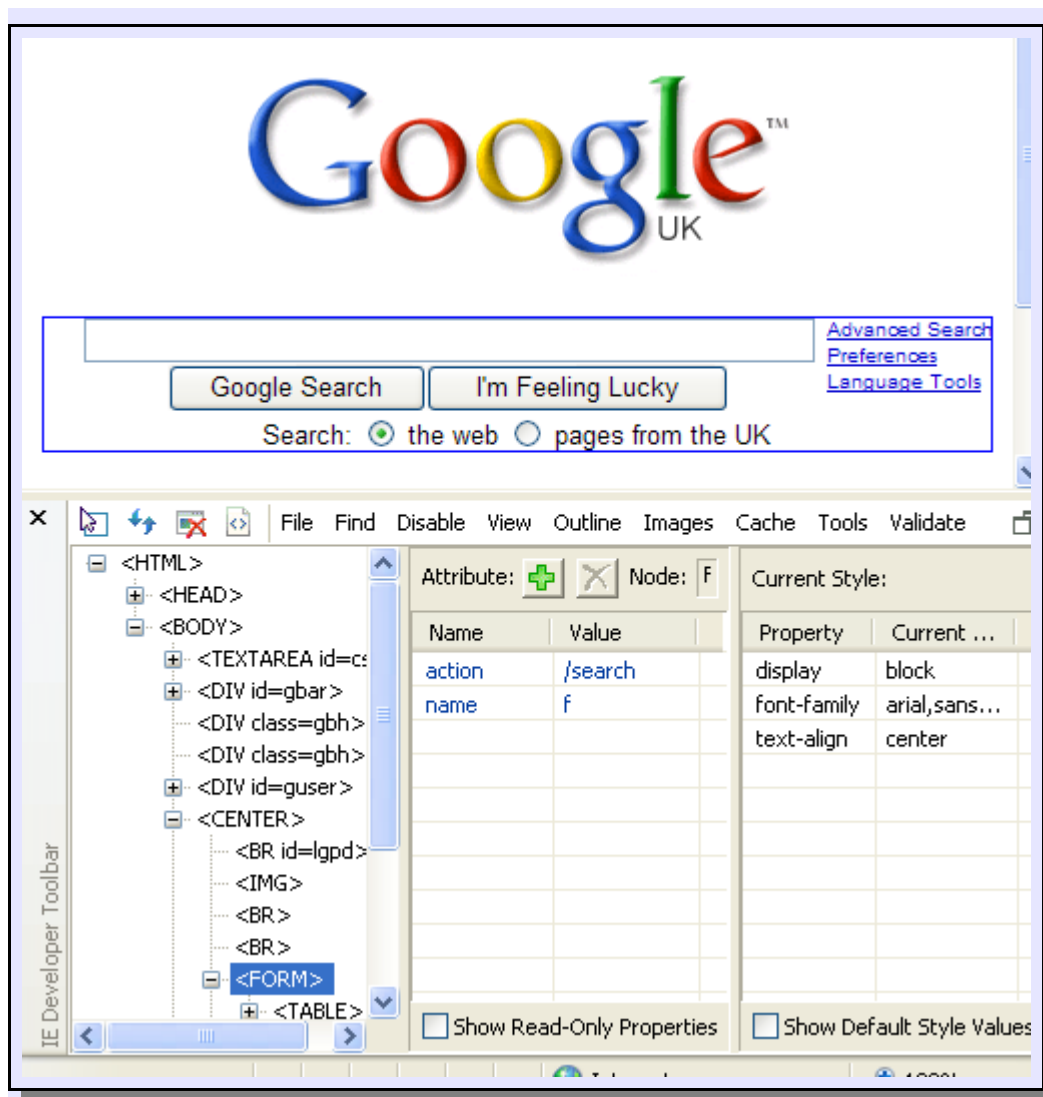 Google™
UK
Advanced Search
Preferences
Language Tools
Google Search I'm Feeling Lucky
Search: the web pages from the UK
File Find Disable View Outline Images Cache Tools Validate
IE Developer Toolbar
<HTML>
<HEAD>
<BODY>
<TEXTAREA id=cs
<DIV id=gbar>
<DIV class=gbh>
<DIV class=gbh>
<DIV id=guser>
<CENTER>
<BR id=lgpd>
<IMG>
<BR>
<BR>
<FORM>
<TABLE>
Attribute: Node: F
Name Value
action /search
name f
Show Read-Only Properties
Current Style:
Property Current ...
display block
font-family arial,sans...
text-align center
Show Default Style Values